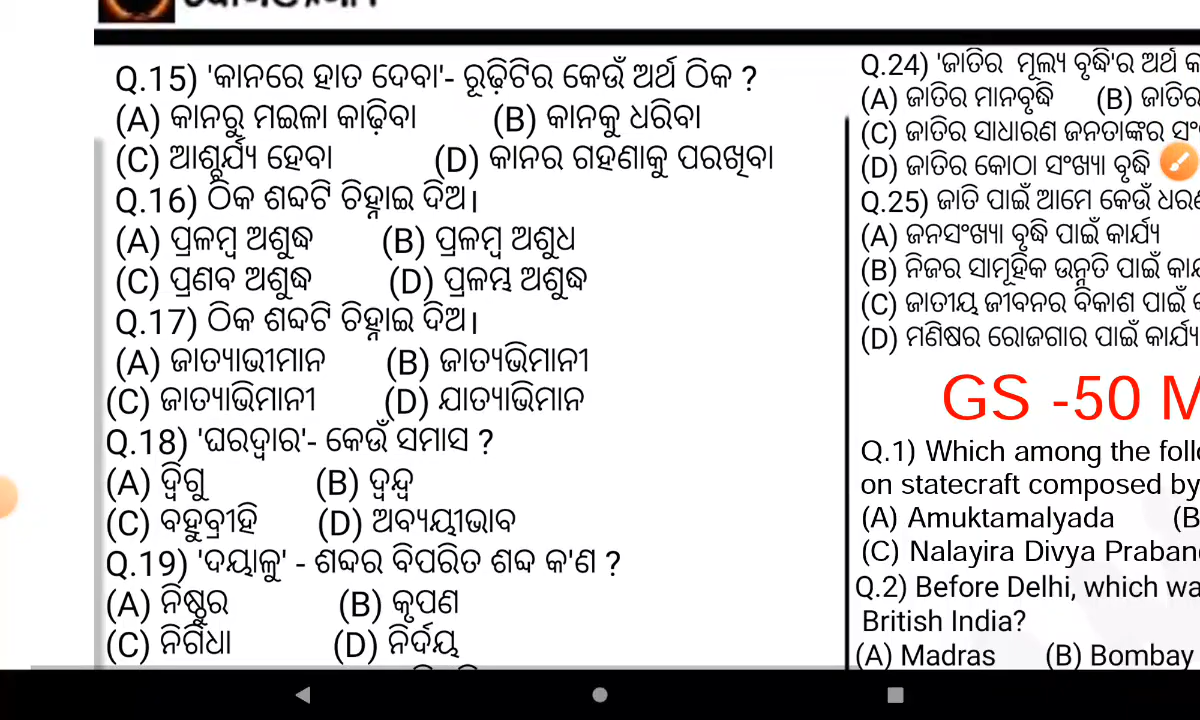 Q.15) 'କାନରେ ହାତ ଦେବା'- ରୂଢ଼ିଟିର କେଉଁ ଅର୍ଥ ଠିକ ?
(A) କାନରୁ ମଇଳା କାଢ଼ିବା (B) କାନକୁ ଧରିବା
(C) ଆଶ୍ଚର୍ଯ୍ୟ ହେବା (D) କାନର ଗହଣାକୁ ପରଖିବା
Q.16) ଠିକ ଶବ୍ଦଟି ଚିହ୍ନାଇ ଦିଅ।
(A) ପ୍ରଳମ୍ବ ଅଶୁଦ୍ଧ (B) ପ୍ରଳମ୍ବ ଅଶୁଧ
(C) ପ୍ରଣବ ଅଶୁଦ୍ଧ (D) ପ୍ରଳମ୍ଭ ଅଶୁଦ୍ଧ
Q.17) ଠିକ ଶବ୍ଦଟି ଚିହ୍ନାଇ ଦିଅ।
(A) ଜାତ୍ୟାଭୀମାନ (B) ଜାତ୍ୟଭିମାନୀ
(C) ଜାତ୍ୟାଭିମାନୀ (D) ଯାତ୍ୟାଭିମାନ
Q.18) 'ଘରଦ୍ୱାର'- କେଉଁ ସମାସ ?
(A) ଦ୍ୱିଗୁ (B) ଦ୍ୱନ୍ଦ୍ୱ
(C) ବହୁବ୍ରୀହି (D) ଅବ୍ୟୟୀଭାବ
Q.19) 'ଦୟାଳୁ' - ଶବ୍ଦର ବିପରିତ ଶବ୍ଦ କ'ଣ ?
(A) ନିଷ୍ଠୁର (B) କୃପଣ
(C) ନିର୍ଗିଧା (D) ନିର୍ଦୟ
Q.24) 'ଜାତିର ମୂଲ୍ୟ ବୃଦ୍ଧି'ର ଅର୍ଥ
(A) ଜାତିର ମାନବୃଦ୍ଧି (B) ଜାତିର
(C) ଜାତିର ସାଧାରଣ ଜନତାଙ୍କର
(D) ଜାତିର କୋଠା ସଂଖ୍ୟା ବୃଦ୍ଧି
Q.25) ଜାତି ପାଇଁ ଆମେ କେଉଁ
(A) ଜନସଂଖ୍ୟା ବୃଦ୍ଧି ପାଇଁ କାର୍ଯ୍ୟ
(B) ନିଜର ସାମୂହିକ ଉନ୍ନତି ପାଇଁ
(C) ଜାତୀୟ ଜୀବନର ବିକାଶ ପାଇଁ
(D) ମଣିଷର ରୋଜଗାର ପାଇଁ କାର୍ଯ୍ୟ
GS -50
Q.1) Which among the
on statecraft composed by
(A) Amuktamalyada (B
(C) Nalayira Divya
Q.2) Before Delhi, which
British India?
(A) Madras (B) Bombay